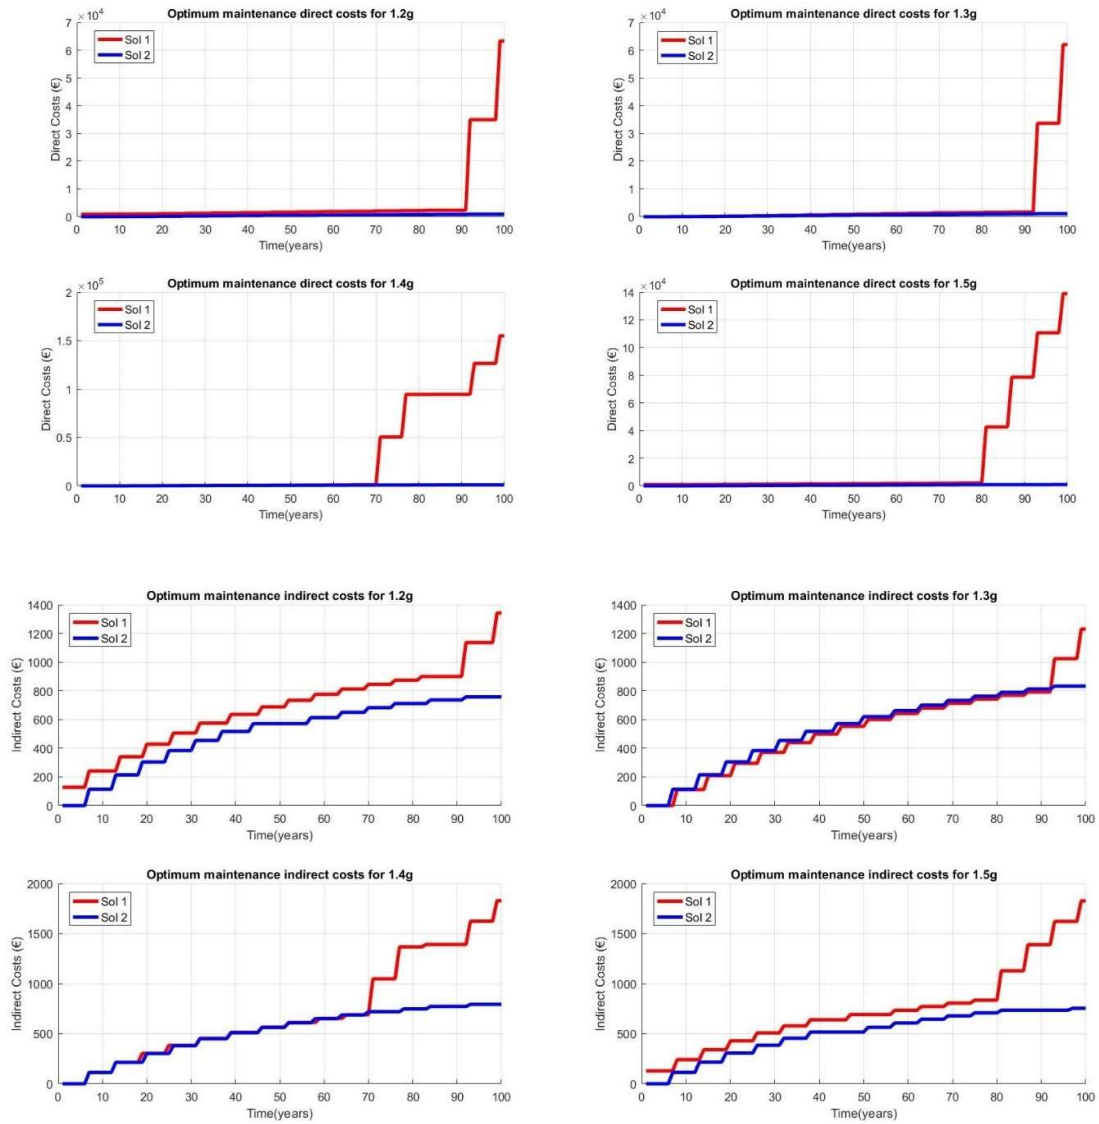 Optimum maintenance direct costs for 1.2g
×10⁴
7
6
5
4
3
2
1
0
Direct Costs (€)
Sol 1
Sol 2
0 10 20 30 40 50 60 70 80 90 100
Time(years)
Optimum maintenance direct costs for 1.3g
×10⁴
7
6
5
4
3
2
1
0
Direct Costs (€)
Sol 1
Sol 2
0 10 20 30 40 50 60 70 80 90 100
Time(years)
Optimum maintenance direct costs for 1.4g
×10⁵
2
1.5
1
0.5
0
Direct Costs (€)
Sol 1
Sol 2
0 10 20 30 40 50 60 70 80 90 100
Time(years)
Optimum maintenance direct costs for 1.5g
×10⁴
14
12
10
8
6
4
2
0
Direct Costs (€)
Sol 1
Sol 2
0 10 20 30 40 50 60 70 80 90 100
Time(years)
Optimum maintenance indirect costs for 1.2g
1400
1200
1000
800
600
400
200
0
Indirect Costs (€)
Sol 1
Sol 2
0 10 20 30 40 50 60 70 80 90 100
Time(years)
Optimum maintenance indirect costs for 1.3g
1400
1200
1000
800
600
400
200
0
Indirect Costs (€)
Sol 1
Sol 2
0 10 20 30 40 50 60 70 80 90 100
Time(years)
Optimum maintenance indirect costs for 1.4g
2000
1500
1000
500
0
Indirect Costs (€)
Sol 1
Sol 2
0 10 20 30 40 50 60 70 80 90 100
Time(years)
Optimum maintenance indirect costs for 1.5g
2000
1500
1000
500
0
Indirect Costs (€)
Sol 1
Sol 2
0 10 20 30 40 50 60 70 80 90 100
Time(years)